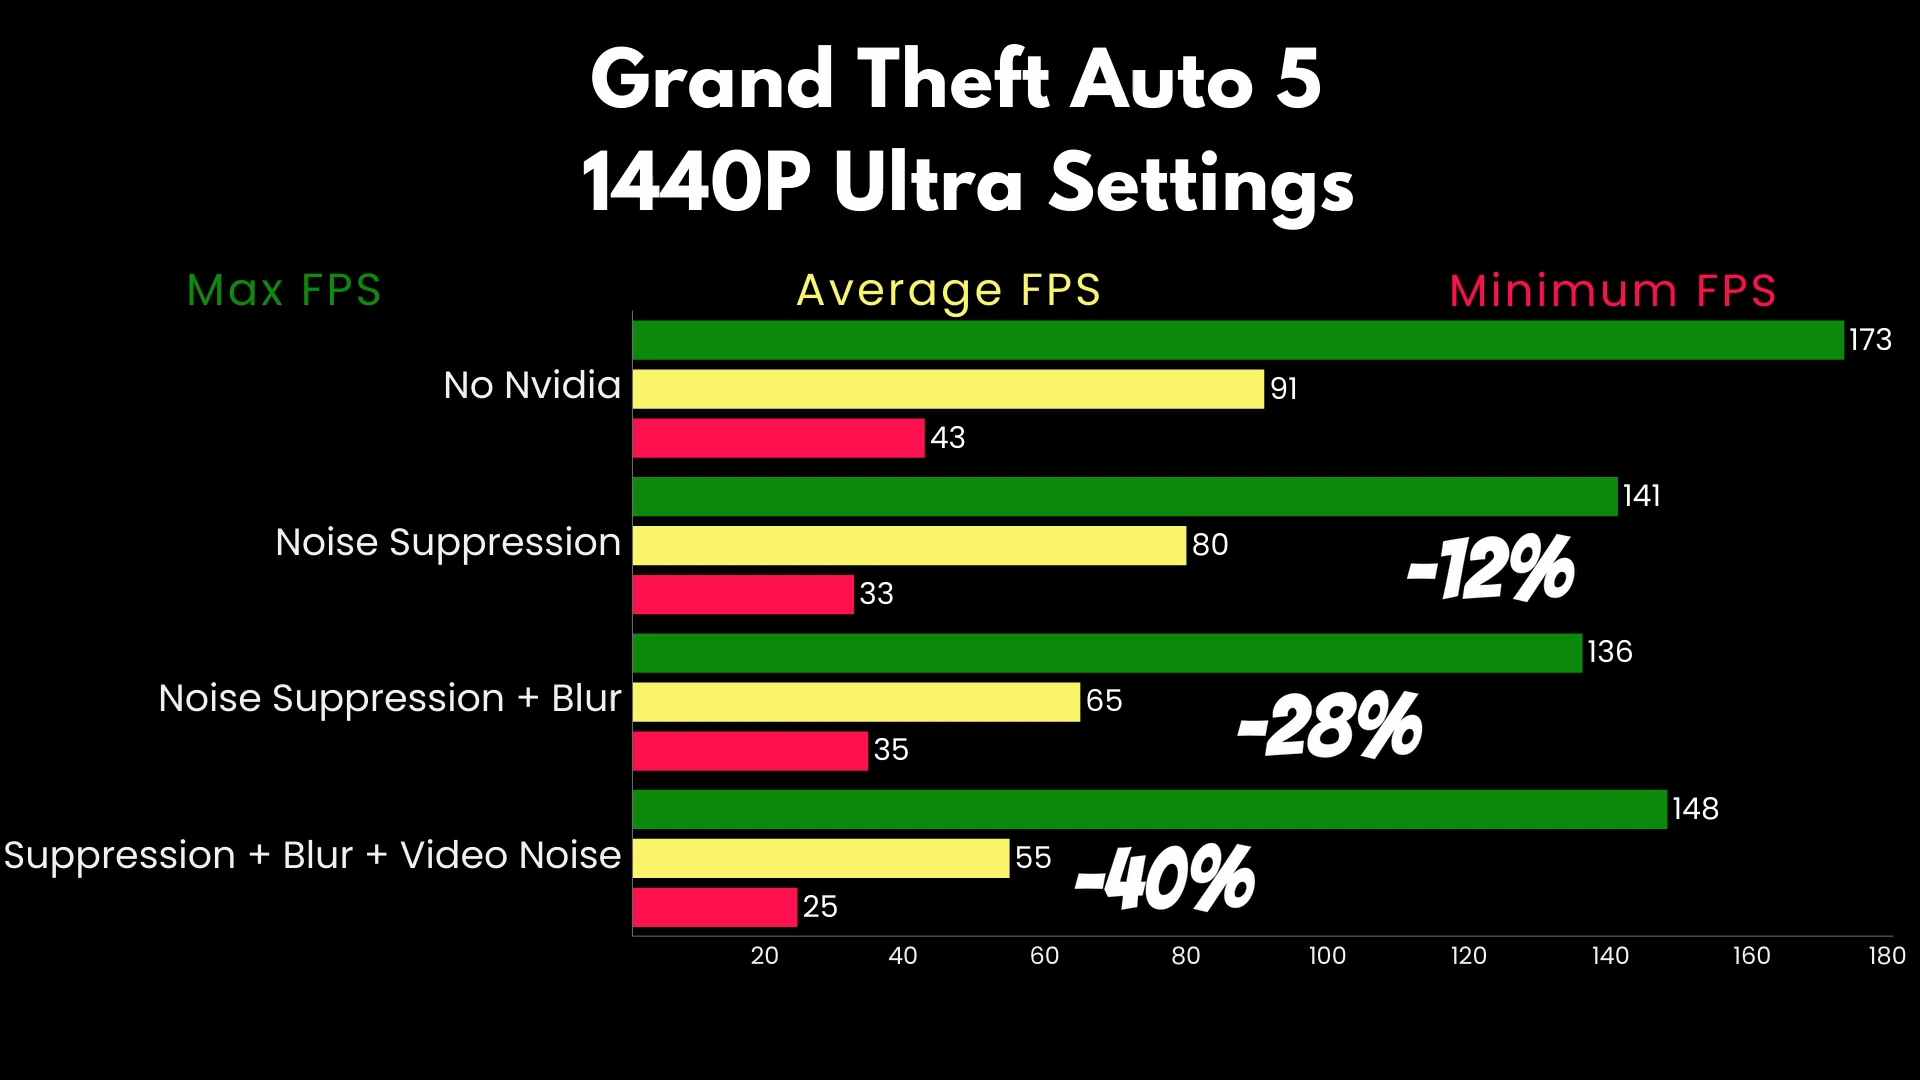 Grand Theft Auto 5
1440P Ultra Settings
Max FPS
Average FPS
Minimum FPS
173
No Nvidia
91
43
141
Noise Suppression
80
-12%
33
136
Noise Suppression + Blur
65
-28%
35
148
Suppression + Blur + Video Noise
55
-40%
25
20 40 60 80 100 120 140 160 180